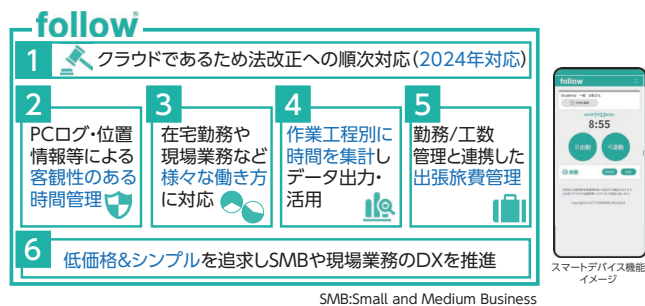 follow
1 クラウドであるため法改正への順次対応(2024年対応)
2
PCログ・位置
情報等による
客観性のある
時間管理
3
在宅勤務や
現場業務など
様々な働き方
に対応
4
作業工程別に
時間を集計し
データ出力・
活用
5
勤務/工数
管理と連携した
出張旅費管理
6 低価格&シンプルを追求しSMBや現場業務のDXを推進
SMB:Small and Medium Business
follow
8:55
出勤
退勤
スマートデバイス機能
イメージ